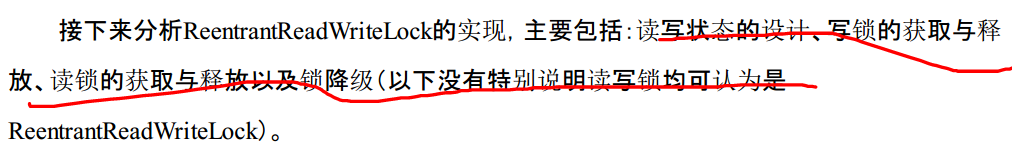 接下来分析ReentrantReadWriteLock的实现，主要包括：读写状态的设计、写锁的获取与释
放、读锁的获取与释放以及锁降级（以下没有特别说明读写锁均可认为是
ReentrantReadWriteLock）。